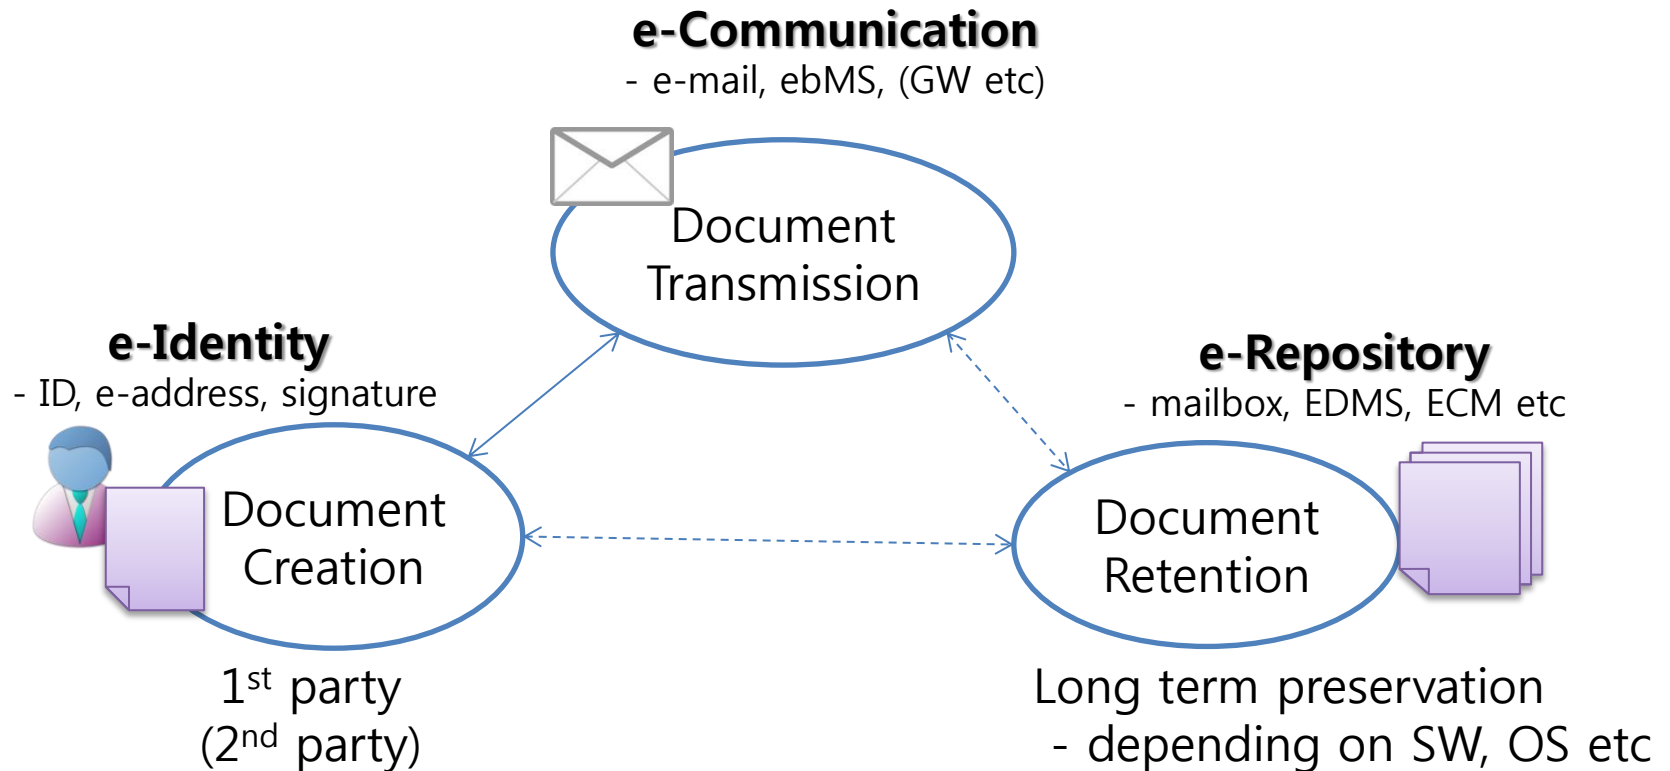 e-Communication
- e-mail, ebMS, (GW etc)
Document
Transmission
e-Identity
- ID, e-address, signature
Document
Creation
1st party
(2nd party)
e-Repository
- mailbox, EDMS, ECM etc
Document
Retention
Long term preservation
- depending on SW, OS etc